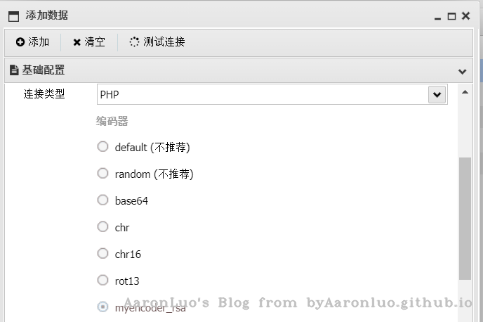 添加数据
添加 清空 测试连接
基础配置
连接类型 PHP
编码器
default (不推荐)
random (不推荐)
base64
chr
chr16
rot13
myencoder_rsa
AaronLuo's Blog from byAaronluo.github.io